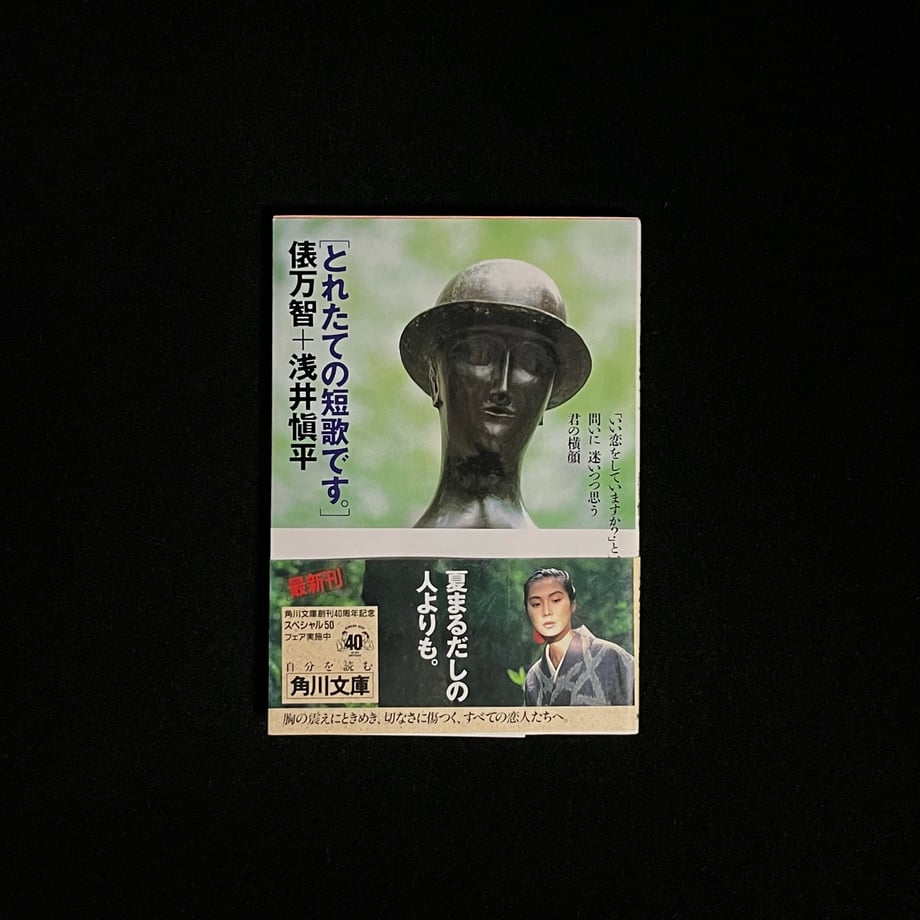 [とれたての短歌です。]
俵万智+浅井愼平
「いい恋をしていますか?」と、
問いに 迷いつつ思う
君の横顔
最新刊
角川文庫創刊40周年記念
スペシャル50
フェア実施中
40
自分を読む
角川文庫
夏まるだしの
人よりも。
胸の震えにときめき、切なさに傷つく、すべての恋人たちへ。